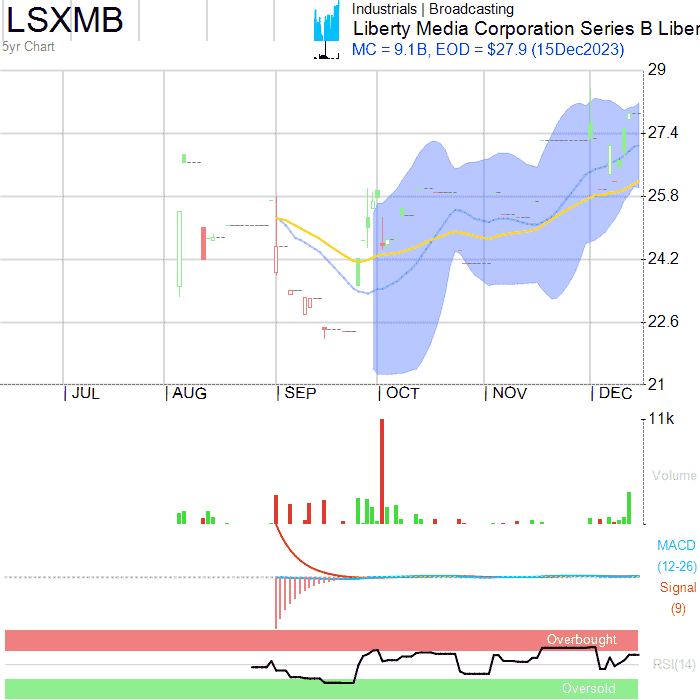 LSXMB
5yr Chart
Industrials | Broadcasting
Liberty Media Corporation Series B Liber
MC = 9.1B, EOD = $27.9 (15Dec2023)
29
27.4
25.8
24.2
22.6
21
JUL
AUG
SEP
OCT
NOV
DEC
11k
Volume
MACD
(12-26)
Signal
(9)
Overbought
RSI(14)
Oversold